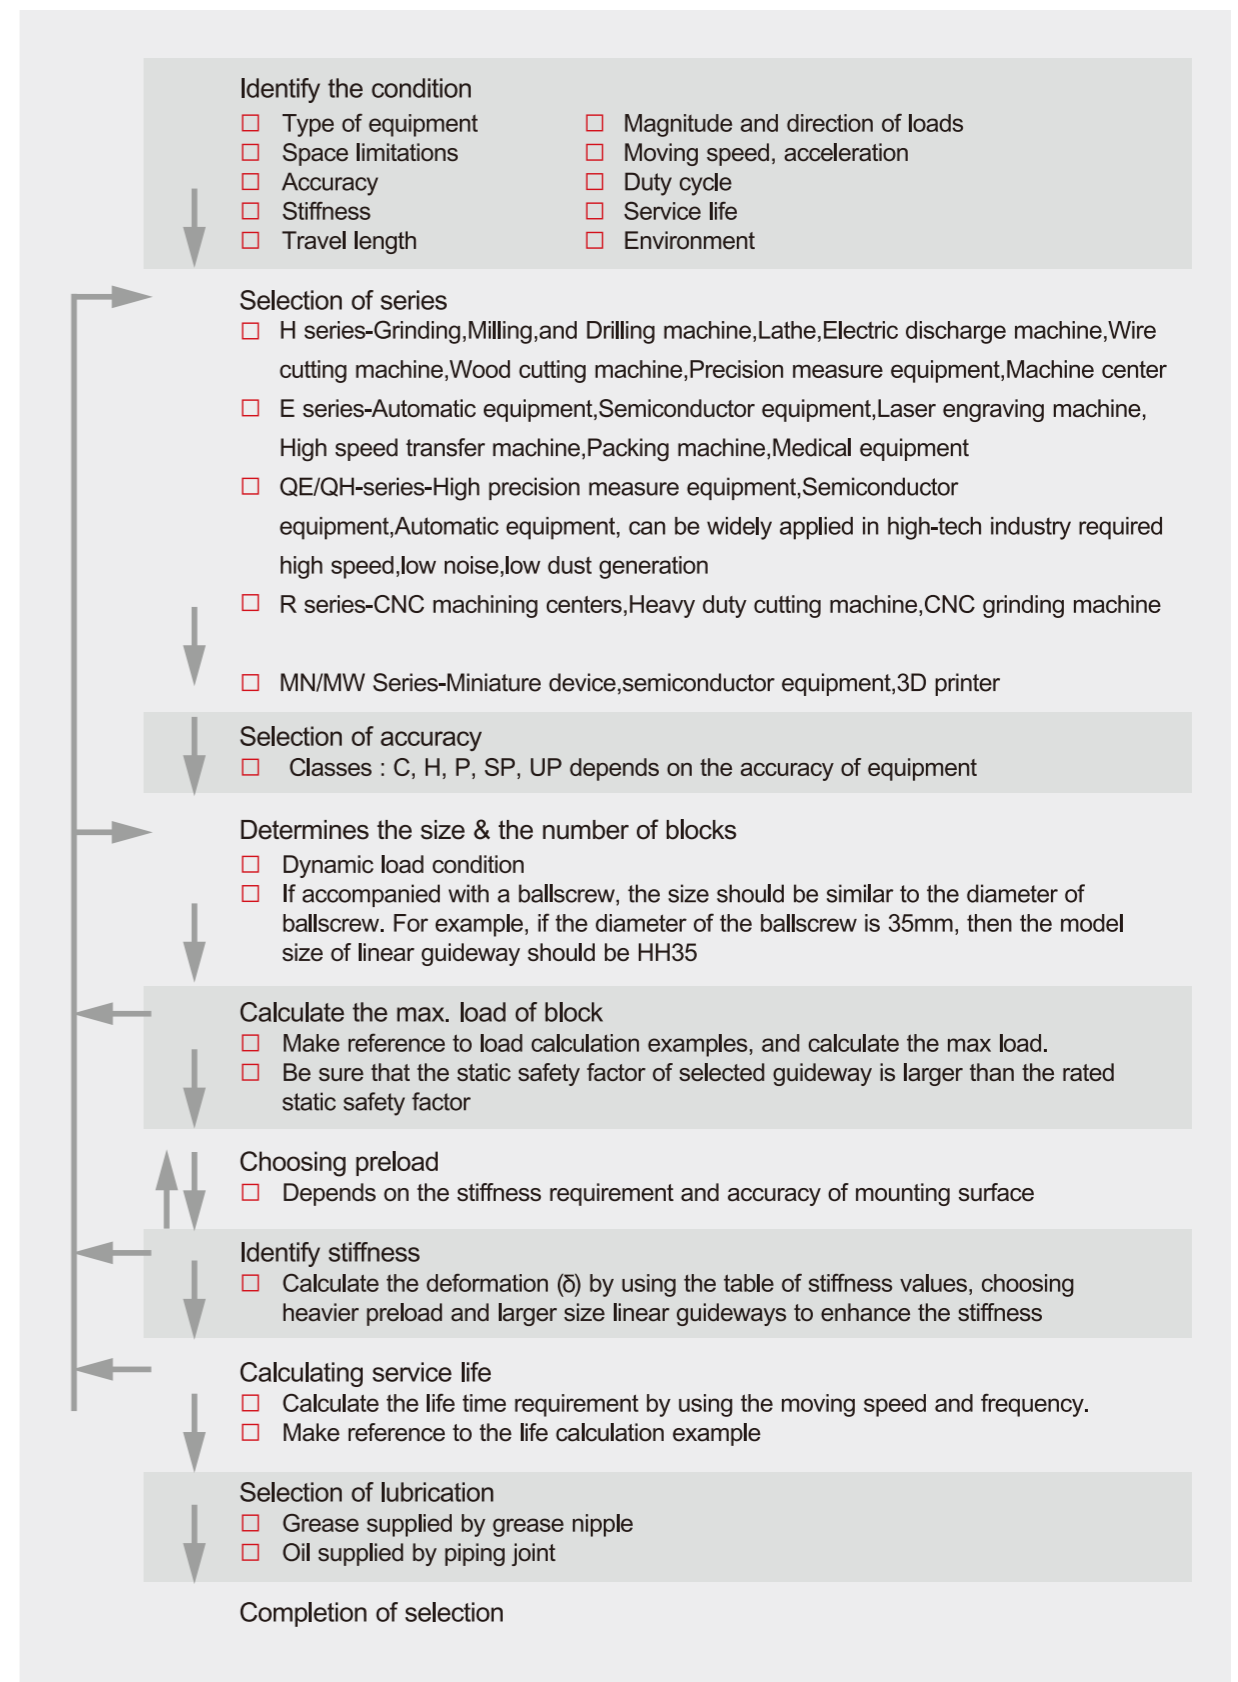 Identify the condition
☐ Type of equipment
☐ Space limitations
☐ Accuracy
☐ Stiffness
☐ Travel length
☐ Magnitude and direction of loads
☐ Moving speed, acceleration
☐ Duty cycle
☐ Service life
☐ Environment
Selection of series
☐ H series-Grinding,Milling,and Drilling machine,Lathe,Electric discharge machine,Wire
cutting machine,Wood cutting machine,Precision measure equipment,Machine center
☐ E series-Automatic equipment,Semiconductor equipment,Laser engraving machine,
High speed transfer machine,Packing machine,Medical equipment
☐ QE/QH-series-High precision measure equipment,Semiconductor
equipment,Automatic equipment, can be widely applied in high-tech industry required
high speed,low noise,low dust generation
☐ R series-CNC machining centers,Heavy duty cutting machine,CNC grinding machine
☐ MN/MW Series-Miniature device,semiconductor equipment,3D printer
Selection of accuracy
☐ Classes : C, H, P, SP, UP depends on the accuracy of equipment
Determines the size & the number of blocks
☐ Dynamic load condition
☐ If accompanied with a ballscrew, the size should be similar to the diameter of
ballscrew. For example, if the diameter of the ballscrew is 35mm, then the model
size of linear guideway should be HH35
Calculate the max. load of block
☐ Make reference to load calculation examples, and calculate the max load.
☐ Be sure that the static safety factor of selected guideway is larger than the rated
static safety factor
Choosing preload
☐ Depends on the stiffness requirement and accuracy of mounting surface
Identify stiffness
☐ Calculate the deformation (δ) by using the table of stiffness values, choosing
heavier preload and larger size linear guideways to enhance the stiffness
Calculating service life
☐ Calculate the life time requirement by using the moving speed and frequency.
☐ Make reference to the life calculation example
Selection of lubrication
☐ Grease supplied by grease nipple
☐ Oil supplied by piping joint
Completion of selection